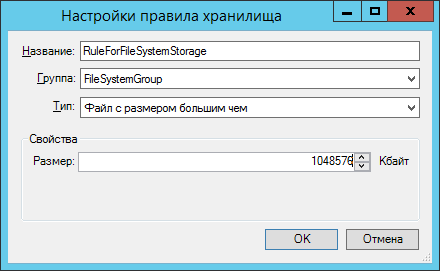 Настройки правила хранилища
Название: RuleForFileSystemStorage
Группа: FileSystemGroup
Тип: Файл с размером большим чем
Свойства
Размер: 1048576 Кбайт
OK Отмена